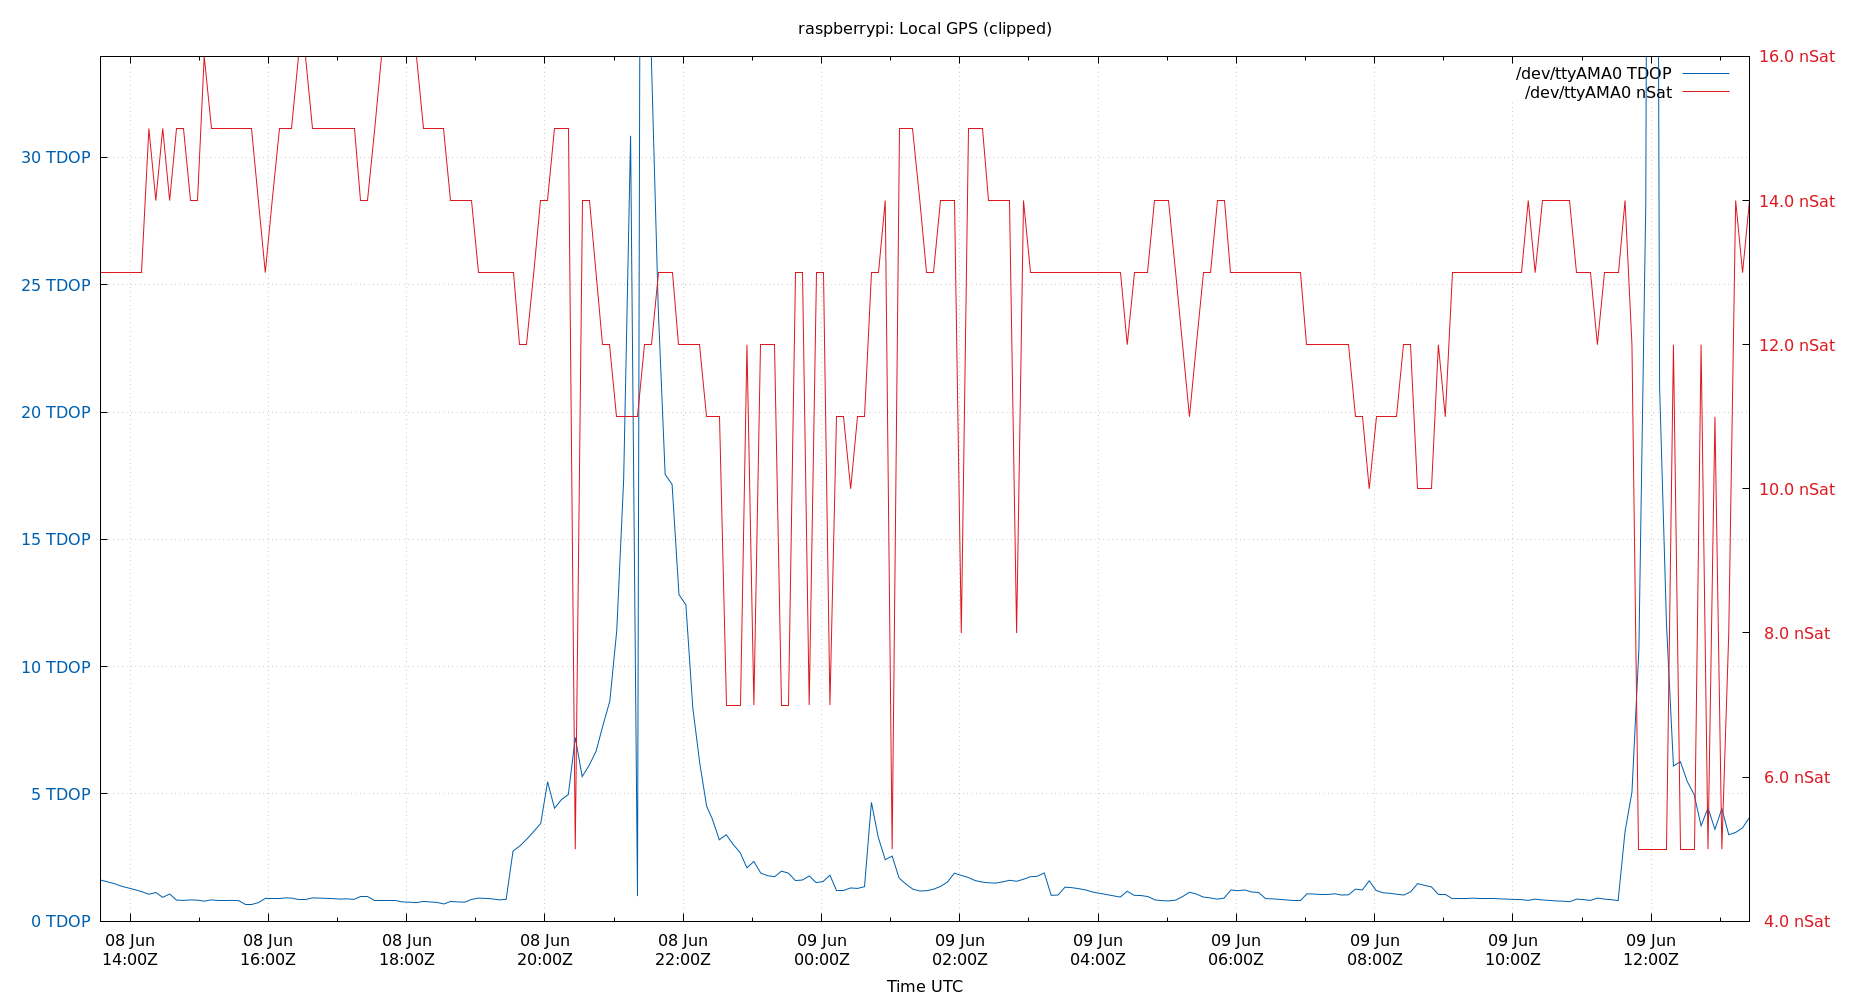 raspberrypi: Local GPS (clipped)
16.0 nSat
/dev/ttyAMA0 TDOP
/dev/ttyAMA0 nSat
30 TDOP
14.0 nSat
25 TDOP
12.0 nSat
20 TDOP
10.0 nSat
15 TDOP
8.0 nSat
10 TDOP
6.0 nSat
5 TDOP
0 TDOP
4.0 nSat
08 Jun 08 Jun 08 Jun 08 Jun 08 Jun 09 Jun 09 Jun 09 Jun 09 Jun 09 Jun 09 Jun 09 Jun
14:00Z 16:00Z 18:00Z 20:00Z 22:00Z 00:00Z 02:00Z 04:00Z 06:00Z 08:00Z 10:00Z 12:00Z
Time UTC